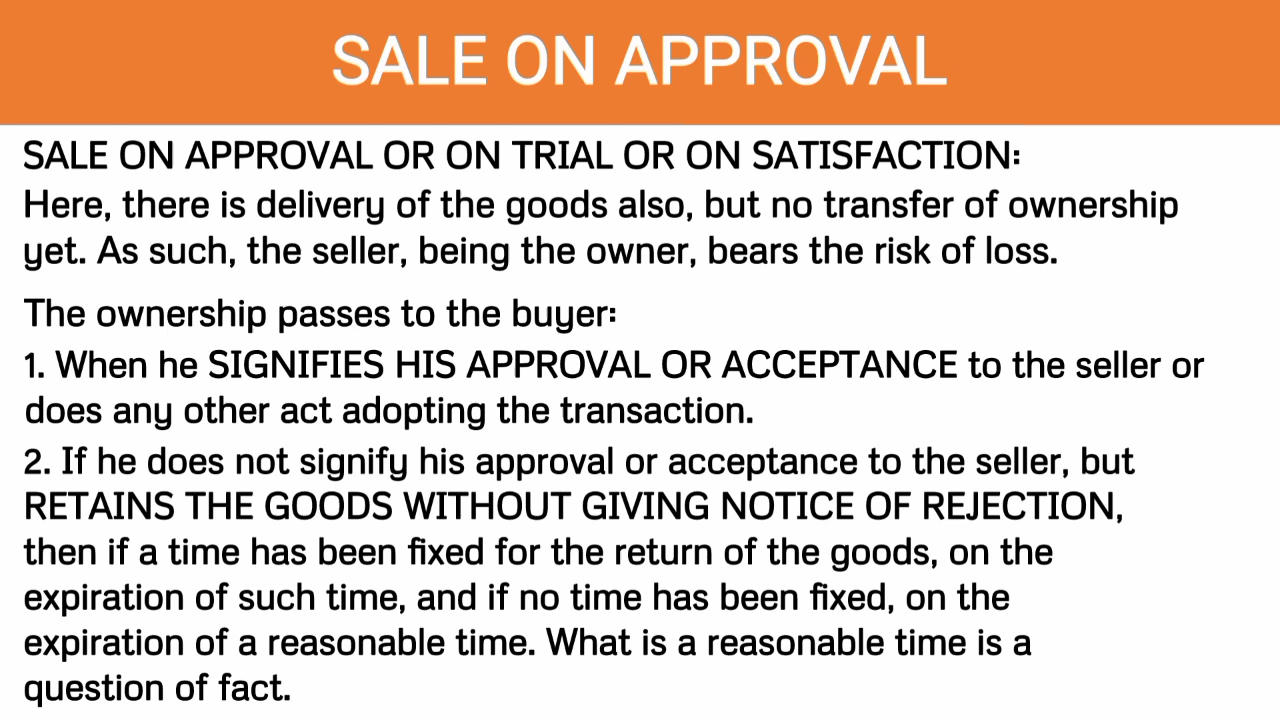 SALE ON APPROVAL
SALE ON APPROVAL OR ON TRIAL OR ON SATISFACTION:
Here, there is delivery of the goods also, but no transfer of ownership
yet. As such, the seller, being the owner, bears the risk of loss.
The ownership passes to the buyer:
1. When he SIGNIFIES HIS APPROVAL OR ACCEPTANCE to the seller or
does any other act adopting the transaction.
2. If he does not signify his approval or acceptance to the seller, but
RETAINS THE GOODS WITHOUT GIVING NOTICE OF REJECTION,
then if a time has been fixed for the return of the goods, on the
expiration of such time, and if no time has been fixed, on the
expiration of a reasonable time. What is a reasonable time is a
question of fact.